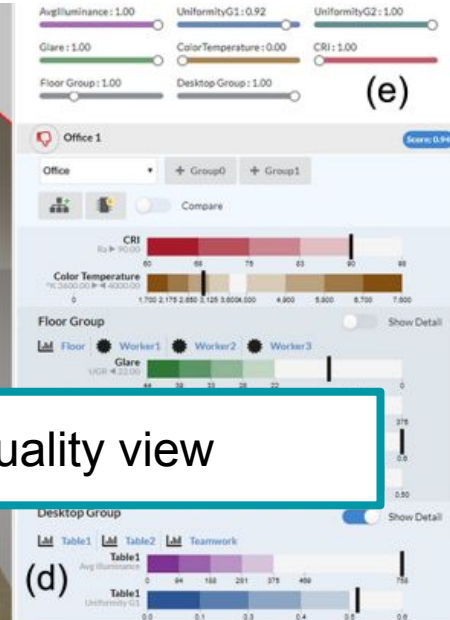 AvgIlluminance : 1.00 UniformityG1 : 0.92 UniformityG2 : 1.00
Glare : 1.00 ColorTemperature : 0.00 CRI : 1.00
Floor Group : 1.00 Desktop Group : 1.00
(e)
Office 1 Score: 0.94
Office + Group0 + Group1
Compare
CRI
Ra ▶ 90.00
60 68 75 83 90 98
Color Temperature
°K 3600.00 ▶ ◀ 4000.00
0 1,700 2,175 2,650 3,125 3,600 4,000 4,900 5,800 6,700 7,600
Floor Group Show Detail
Floor Worker1 Worker2 Worker3
Glare
UGR ◀ 22.00
44 39 33 28 22 0
375
uality view
0.6
0.50
Desktop Group Show Detail
Table1 Table2 Teamwork
Table1
Avg Illuminance
0 94 188 281 375 469 755
(d)
Table1
Uniformity G1
0.0 0.1 0.3 0.4 0.5 0.6